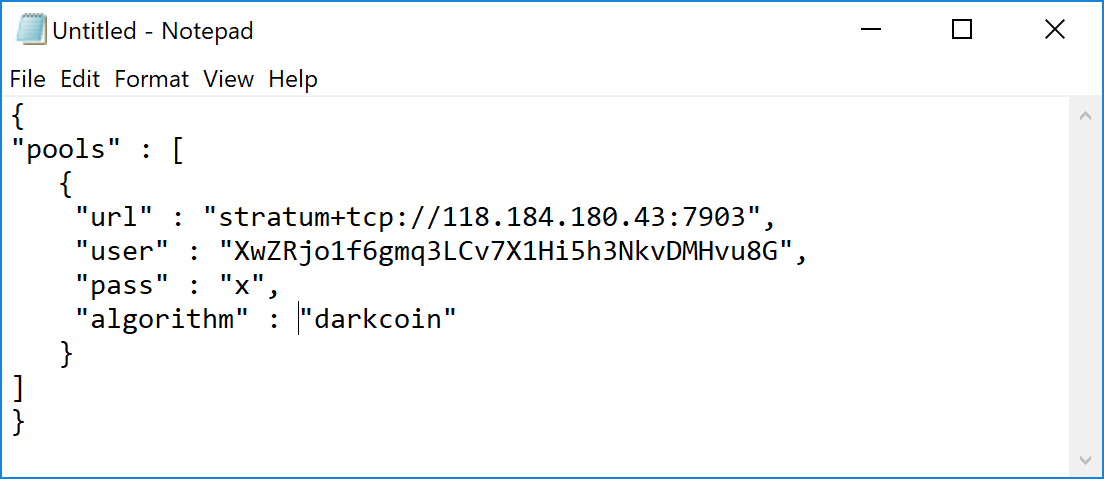 Untitled - Notepad
File Edit Format View Help
{
"pools" : [
   {
    "url" : "stratum+tcp://118.184.180.43:7903",
    "user" : "XwZRjo1f6gmq3LCv7X1Hi5h3NkvDMHvu8G",
    "pass" : "x",
    "algorithm" : "darkcoin"
   }
]
}